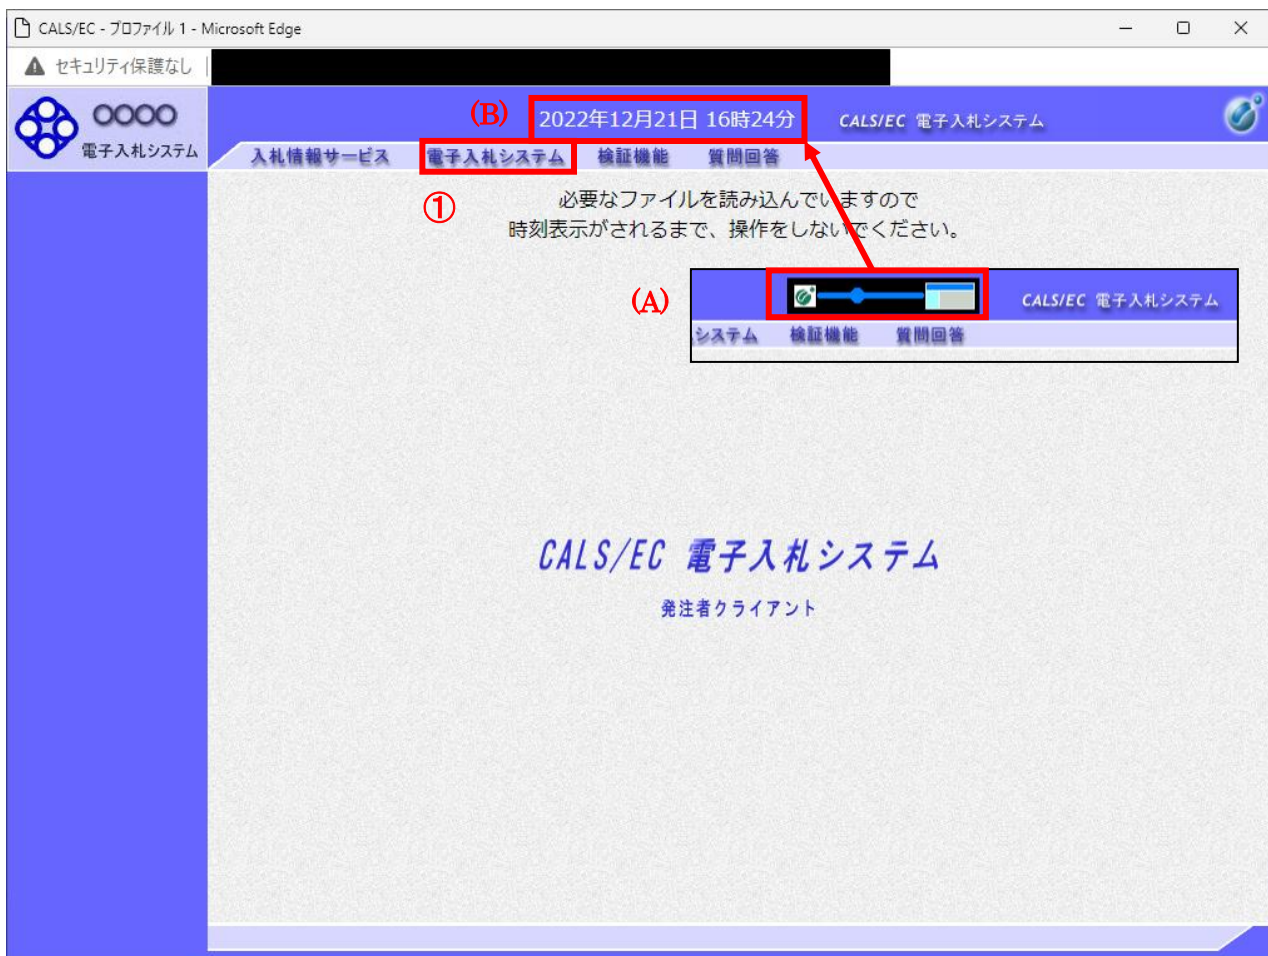 CALS/EC - プロファイル 1 - Microsoft Edge
セキュリティ保護なし
○○○○
電子入札システム
(B)
2022年12月21日 16時24分
CALS/EC 電子入札システム
入札情報サービス 電子入札システム 検証機能 質問回答
①
必要なファイルを読み込んでいますので
時刻表示がされるまで、操作をしないでください。
(A)
CALS/EC 電子入札システム
システム 検証機能 質問回答
CALS/EC 電子入札システム
発注者クライアント